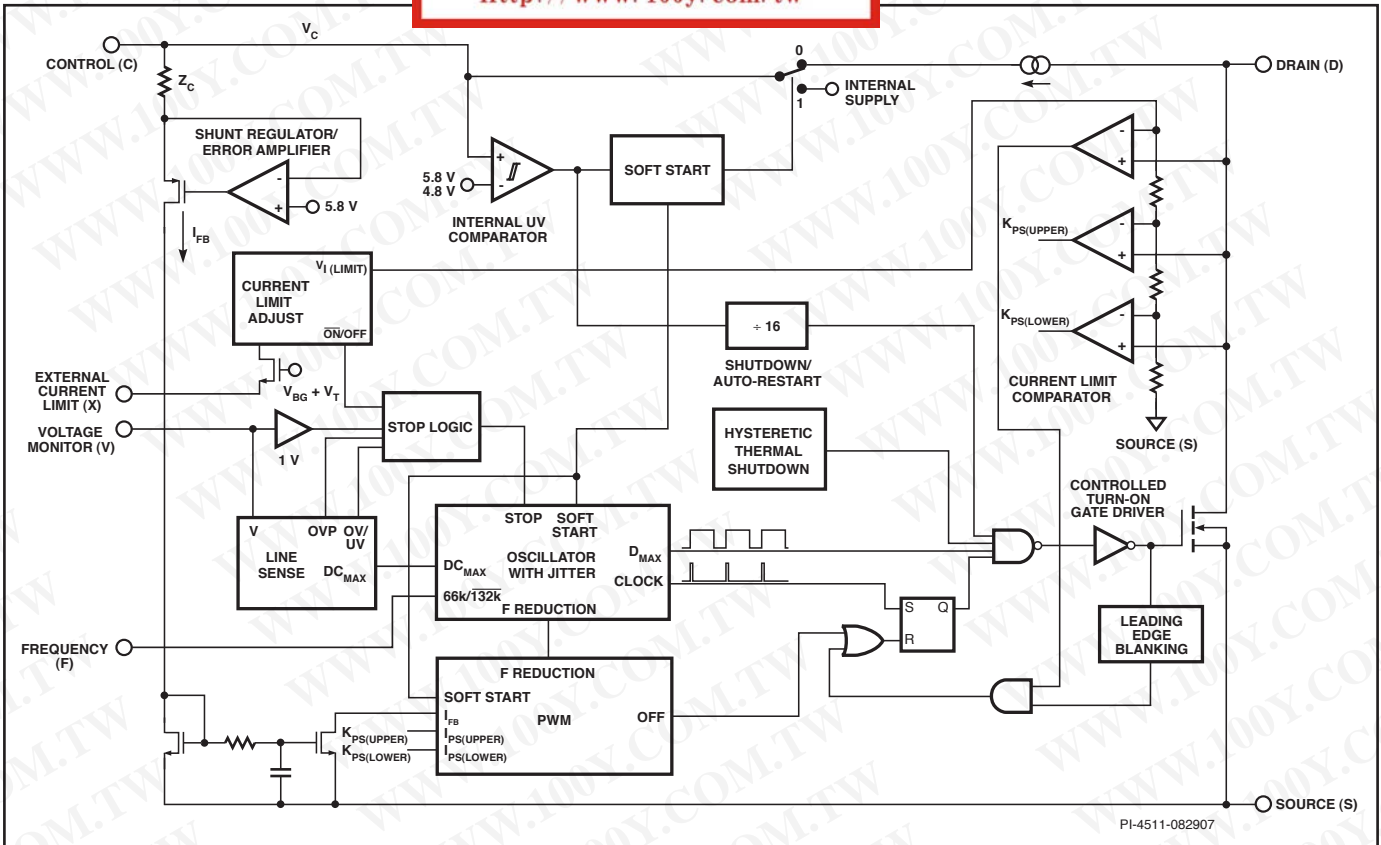 Http://www.100y.com.tw
V_C
CONTROL (C)
Z_C
0
1
INTERNAL
SUPPLY
DRAIN (D)
SHUNT REGULATOR/
ERROR AMPLIFIER
-
+
5.8 V
I_FB
+
-
5.8 V
4.8 V
INTERNAL UV
COMPARATOR
SOFT START
-
+
K_PS(UPPER)
-
+
K_PS(LOWER)
-
+
CURRENT LIMIT
COMPARATOR
SOURCE (S)
V_I (LIMIT)
CURRENT
LIMIT
ADJUST
ON/OFF
÷ 16
SHUTDOWN/
AUTO-RESTART
EXTERNAL
CURRENT
LIMIT (X)
V_BG + V_T
VOLTAGE
MONITOR (V)
1 V
STOP LOGIC
HYSTERETIC
THERMAL
SHUTDOWN
CONTROLLED
TURN-ON
GATE DRIVER
V
OVP
OV/
UV
LINE
SENSE
DC_MAX
STOP
SOFT
START
OSCILLATOR
WITH JITTER
DC_MAX
66k/132k
D_MAX
CLOCK
F REDUCTION
S
Q
R
LEADING
EDGE
BLANKING
FREQUENCY
(F)
F REDUCTION
SOFT START
PWM
OFF
I_FB
K_PS(UPPER)
I_PS(UPPER)
K_PS(LOWER)
I_PS(LOWER)
SOURCE (S)
PI-4511-082907
WWW.100Y.COM.TW